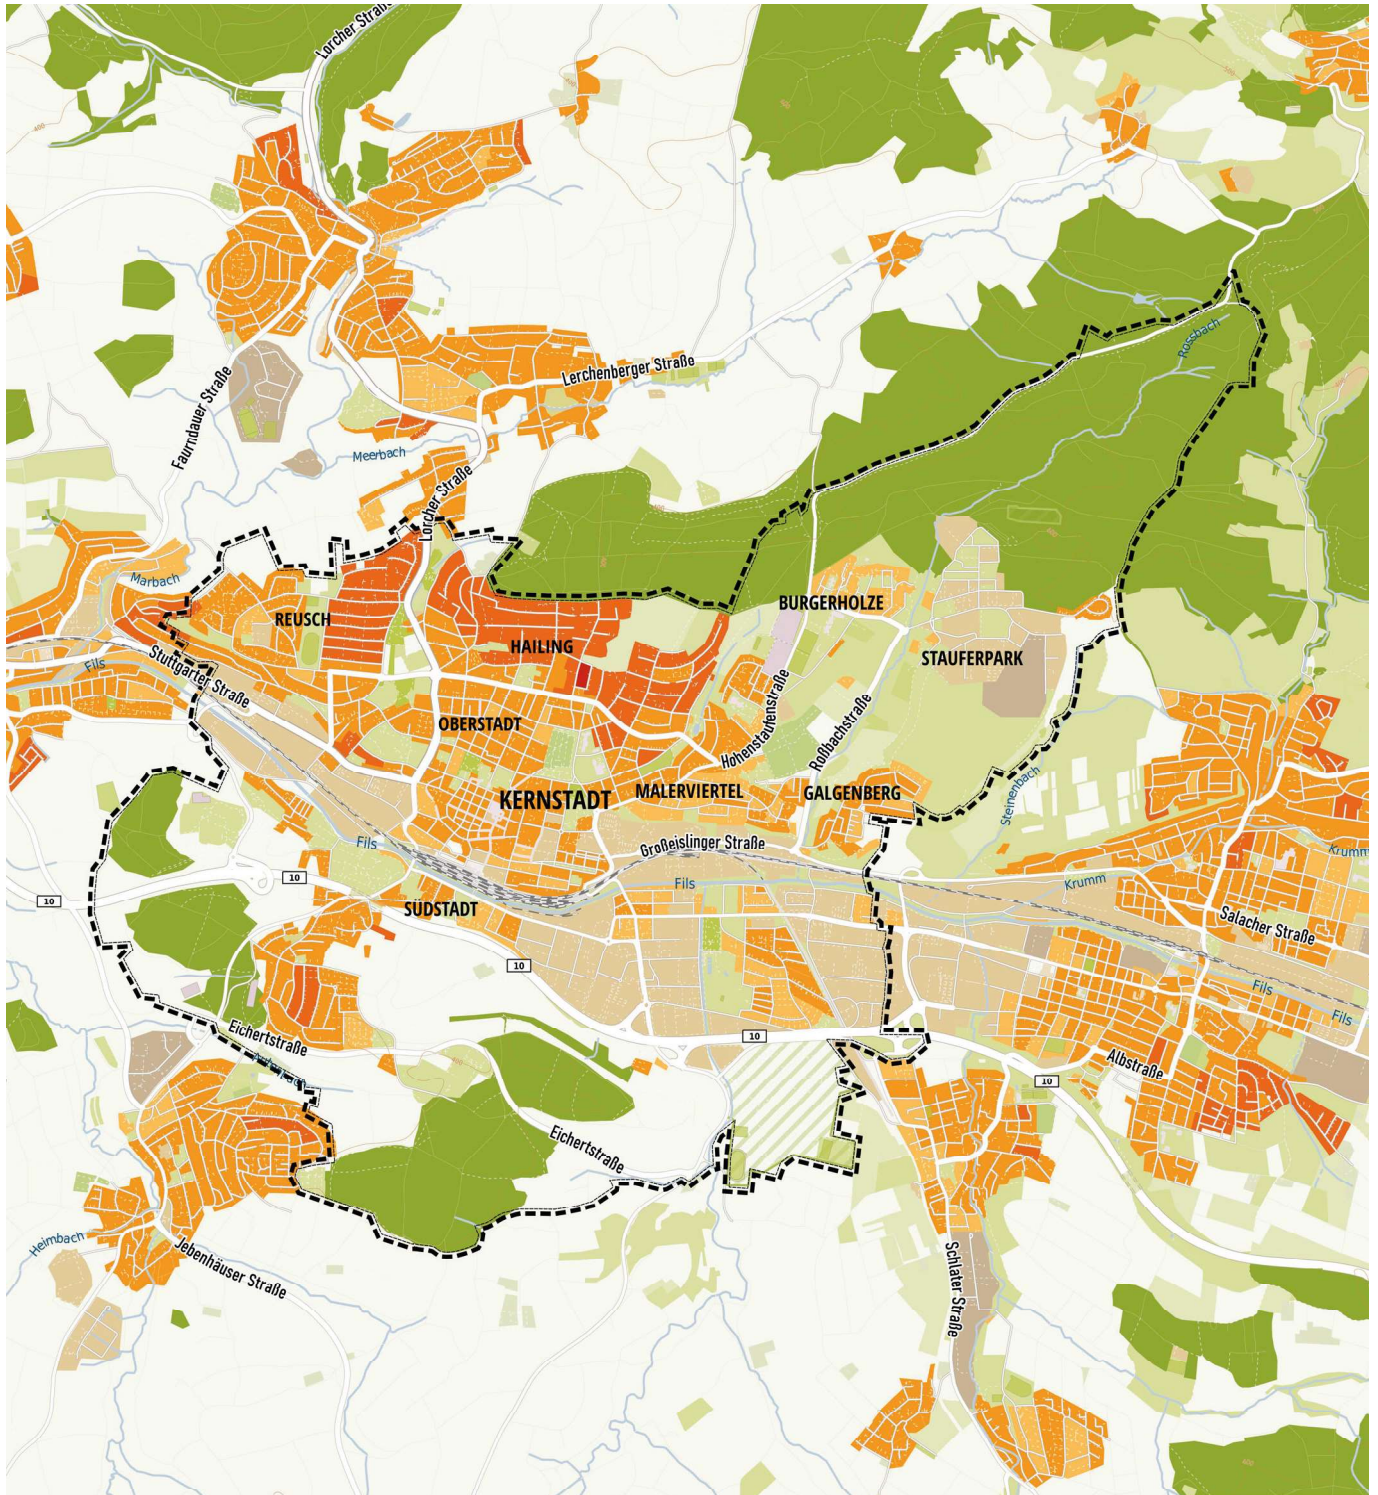 Lorcher Straße
Rossbach
Lerchenberger Straße
Faurndauer Straße
Meerbach
Lorcher Straße
Marbach
BURGERHOLZE
REUSCH
HAILING
STAUFERPARK
Fils
Stuttgarter Straße
OBERSTADT
Hohenstaufenstraße
Roßbachstraße
KERNSTADT
MALERVIERTEL
GALGENBERG
Steinenbach
Fils
Großeislinger Straße
Krumm
10
Fils
Krumm
10
SÜDSTADT
Salacher Straße
10
Fils
Fils
Eichertstraße
10
Albstraße
10
Eichertstraße
Heimbach
Jebenhäuser Straße
Schlater Straße